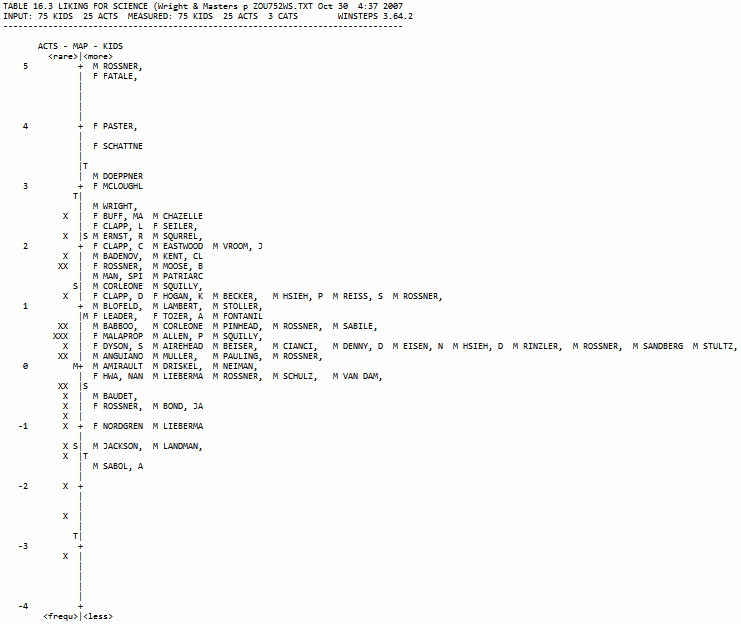 TABLE 16.3 LIKING FOR SCIENCE (Wright & Masters p ZOU752WS.TXT Oct 30  4:37 2007
INPUT: 75 KIDS  25 ACTS  MEASURED: 75 KIDS  25 ACTS  3 CATS        WINSTEPS 3.64.2
--------------------------------------------------------------------------------
       ACTS - MAP - KIDS
         <rare>|<more>
    5          +  M ROSSNER,
               |  F FATALE,
               |
               |
               |
               |
    4          +  F PASTER,
               |
               |  F SCHATTNE
               |
               |T
               |  M DOEPPNER
    3          +  F MCLOUGHL
              T|
               |  M WRIGHT,
            X  |  F BUFF, MA  M CHAZELLE
               |  F CLAPP, L  F SEILER,
            X  |S M ERNST, R  M SQURREL,
    2          +  F CLAPP, C  M EASTWOOD  M VROOM, J
            X  |  M BADENOV,  M KENT, CL
           XX  |  F ROSSNER,  M MOOSE, B
               |  M MAN, SPI  M PATRIARC
              S|  M CORLEONE  M SQUILLY,
            X  |  F CLAPP, D  F HOGAN, K  M BECKER,   M HSIEH, P  M REISS, S  M ROSSNER,
    1          +  M BLOFELD,  M LAMBERT,  M STOLLER,
               |M F LEADER,   F TOZER, A  M FONTANIL
           XX  |  M BABBOO,   M CORLEONE  M PINHEAD,  M ROSSNER,  M SABILE,
          XXX  |  F MALAPROP  M ALLEN, P  M SQUILLY,
            X  |  F DYSON, S  M AIREHEAD  M BEISER,   M CIANCI,   M DENNY, D  M EISEN, N  M HSIEH, D  M RINZLER,  M ROSSNER,  M SANDBERG  M STULTZ,
           XX  |  M ANGUIANO  M MULLER,   M PAULING,  M ROSSNER,
    0         M+  M AMIRAULT  M DRISKEL,  M NEIMAN,
               |  F HWA, NAN  M LIEBERMA  M ROSSNER,  M SCHULZ,   M VAN DAM,
           XX  |S
            X  |  M BAUDET,
            X  |  F ROSSNER,  M BOND, JA
            X  |
   -1       X  +  F NORDGREN  M LIEBERMA
               |
            X S|  M JACKSON,  M LANDMAN,
            X  |T
               |  M SABOL, A
               |
   -2       X  +
               |
               |
            X  |
               |
              T|
   -3          +
            X  |
               |
               |
               |
               |
   -4          +
        <frequ>|<less>